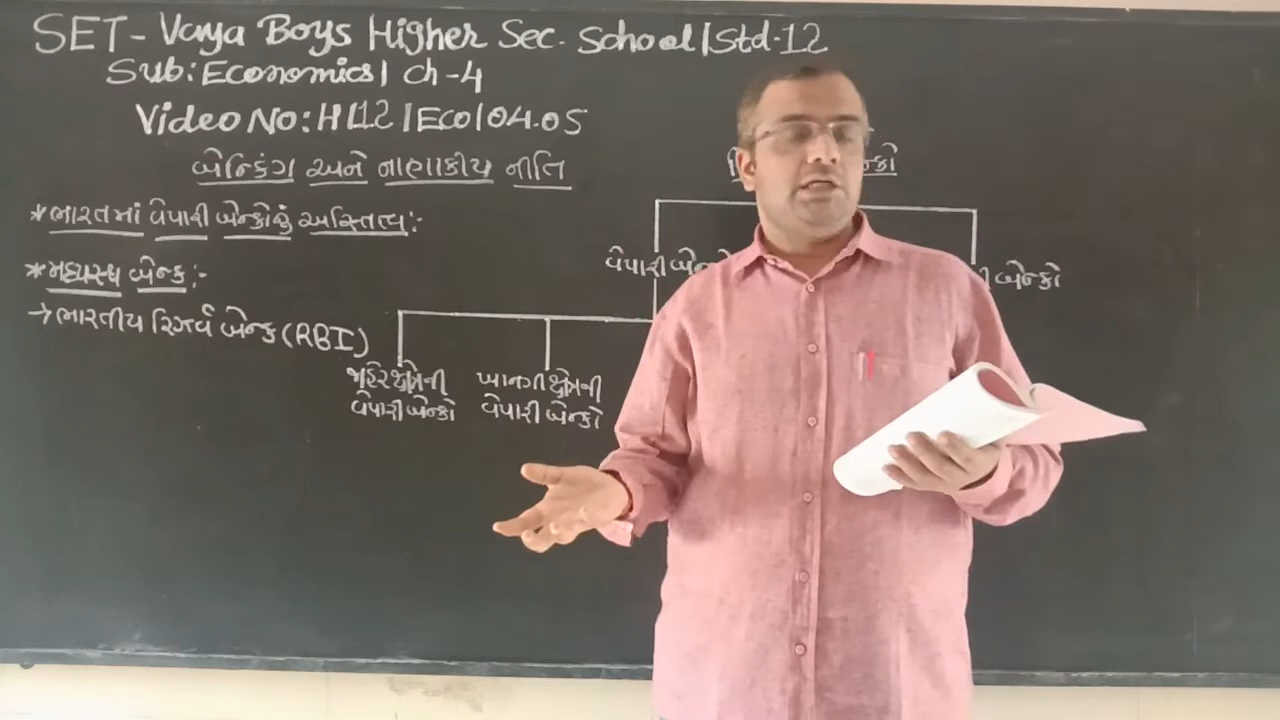 SET - Vaya Boys Higher Sec. School | Std-12
Sub: Economics | Ch-4
Video No: H|12 | Eco | 04.05
બેન્કિંગ અને નાણાકીય નીતિ
*ભારતમાં વેપારી બેન્કોનું અસ્તિત્વ:-
વેપારી
બેન્કો
*મધ્યસ્થ બેન્ક:-
→ભારતીય રિઝર્વ બેન્ક (RBI)
જાહેરક્ષેત્રની
વેપારી બેન્કો
ખાનગીક્ષેત્રની
વેપારી બેન્કો